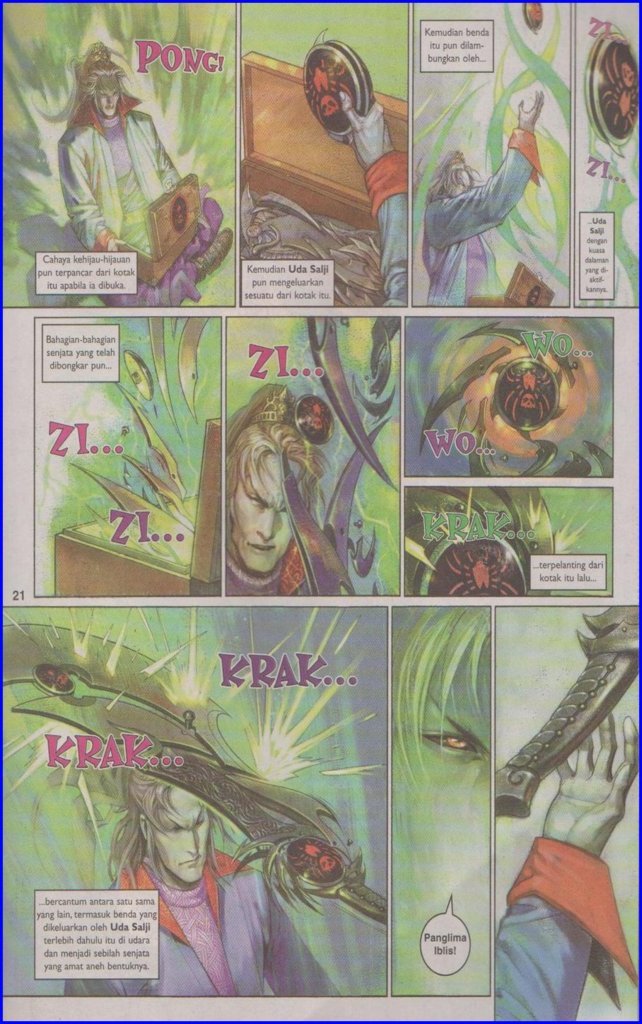 PONG!
Cahaya kehijau-hijauan
pun terpancar dari kotak
itu apabila ia dibuka.
Kemudian Uda Salji
pun mengeluarkan
sesuatu dari kotak itu.
Kemudian benda
itu pun dilam-
bungkan oleh...
ZI...
ZI...
..Uda
Salji
dengan
kuasa
dalaman
yang di-
aktif-
kannya.
Bahagian-bahagian
senjata yang telah
dibongkar pun...
ZI...
ZI...
ZI...
WO...
WO...
KRAK...
...terpelanting dari
kotak itu lalu...
21
KRAK...
KRAK...
...bercantum antara satu sama
yang lain, termasuk benda yang
dikeluarkan oleh Uda Salji
terlebih dahulu itu di udara
dan menjadi sebilah senjata
yang amat aneh bentuknya.
Panglima
Iblis!